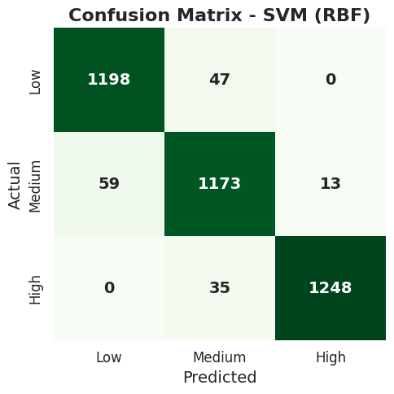 Confusion Matrix - SVM (RBF)
Actual
Low
1198 47 0
Medium
59 1173 13
High
0 35 1248
Low Medium High
Predicted